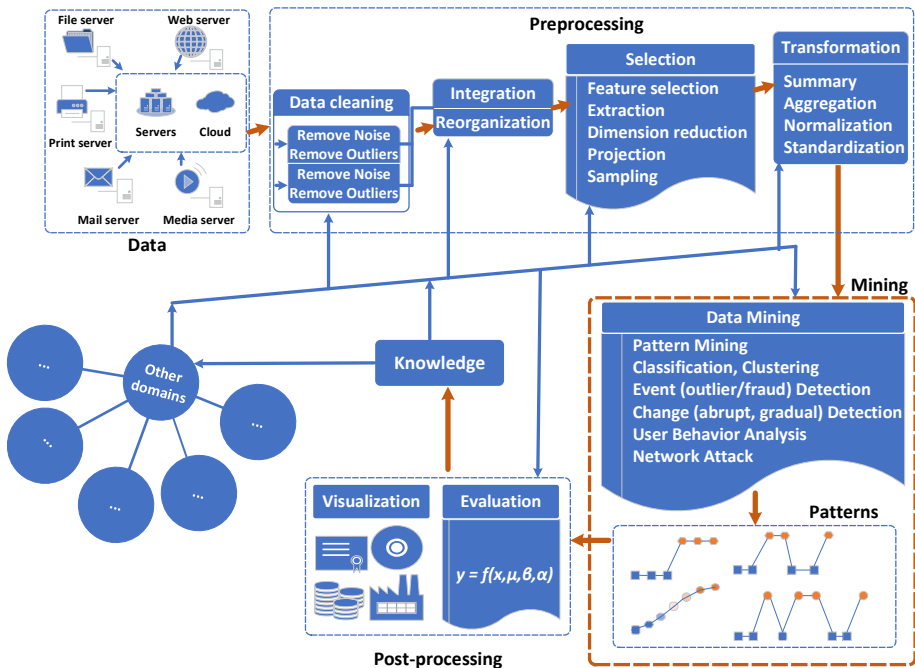 File server
Web server
Servers
Cloud
Print server
Mail server
Media server
Data
Preprocessing
Data cleaning
Remove Noise
Remove Outliers
Remove Noise
Remove Outliers
Integration
Reorganization
Selection
Feature selection
Extraction
Dimension reduction
Projection
Sampling
Transformation
Summary
Aggregation
Normalization
Standardization
Mining
Data Mining
Pattern Mining
Classification, Clustering
Event (outlier/fraud) Detection
Change (abrupt, gradual) Detection
User Behavior Analysis
Network Attack
Patterns
Knowledge
Other
domains
...
...
...
...
...
Visualization
Evaluation
y = f(x,μ,β,α)
Post-processing